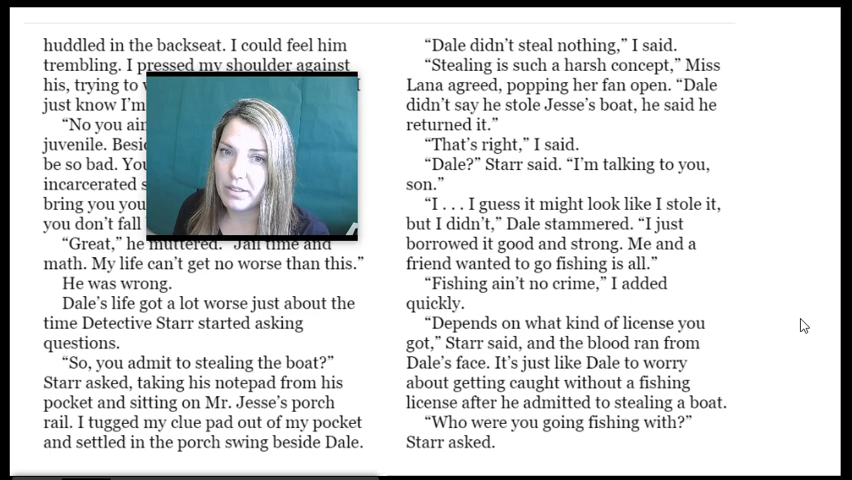 huddled in the backseat. I could feel him
trembling. I pressed my shoulder against
his, trying to
just know I'm
"No you
juvenile.
be so bad.
incarcerated
bring you
you don't fall
"Great," he muttered. "Jail time and
math. My life can't get no worse than this."
He was wrong.
Dale's life got a lot worse just about the
time Detective Starr started asking
questions.
"So, you admit to stealing the boat?"
Starr asked, taking his notepad from his
pocket and sitting on Mr. Jesse's porch
rail. I tugged my clue pad out of my pocket
and settled in the porch swing beside Dale.
"Dale didn't steal nothing," I said.
"Stealing is such a harsh concept," Miss
Lana agreed, popping her fan open. "Dale
didn't say he stole Jesse's boat, he said he
returned it."
"That's right," I said.
"Dale?" Starr said. "I'm talking to you,
son."
"I . . . I guess it might look like I stole it,
but I didn't," Dale stammered. "I just
borrowed it good and strong. Me and a
friend wanted to go fishing is all."
"Fishing ain't no crime," I added
quickly.
"Depends on what kind of license you
got," Starr said, and the blood ran from
Dale's face. It's just like Dale to worry
about getting caught without a fishing
license after he admitted to stealing a boat.
"Who were you going fishing with?"
Starr asked.